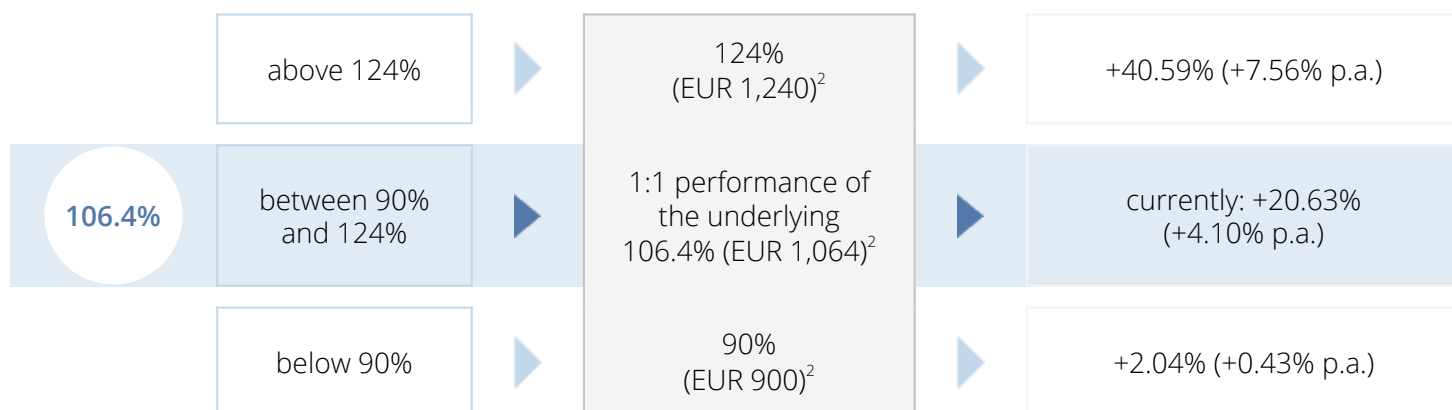 above 124%
124%
(EUR 1,240)2
+40.59% (+7.56% p.a.)
106.4%
between 90%
and 124%
1:1 performance of
the underlying
106.4% (EUR 1,064)2
currently: +20.63%
(+4.10% p.a.)
below 90%
90%
(EUR 900)2
+2.04% (+0.43% p.a.)